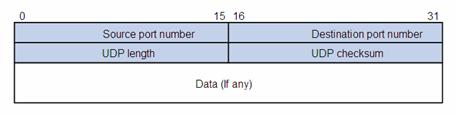 0 15 16 31
Source port number Destination port number
UDP length UDP checksum
Data (If any)